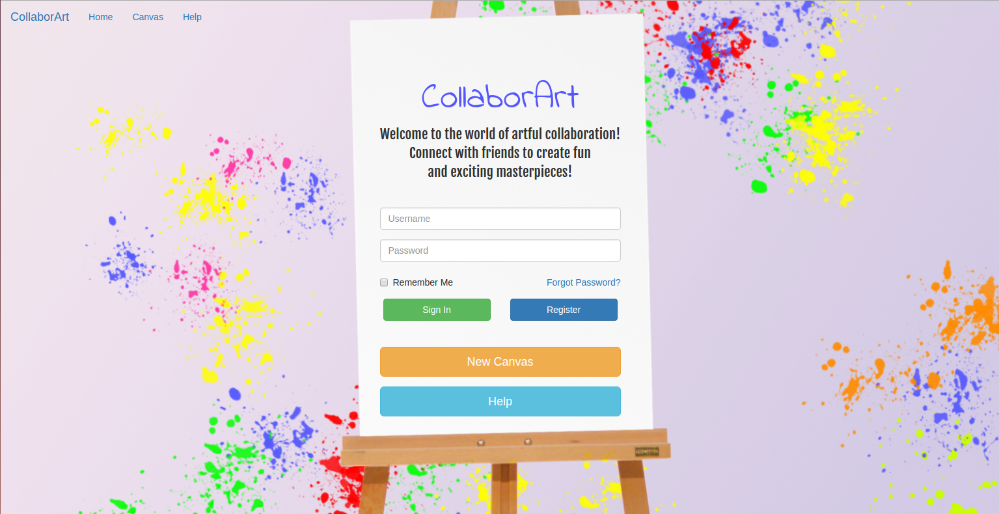 CollaborArt Home Canvas Help
CollaborArt
Welcome to the world of artful collaboration!
Connect with friends to create fun
and exciting masterpieces!
Username
Password
Remember Me Forgot Password?
Sign In Register
New Canvas
Help